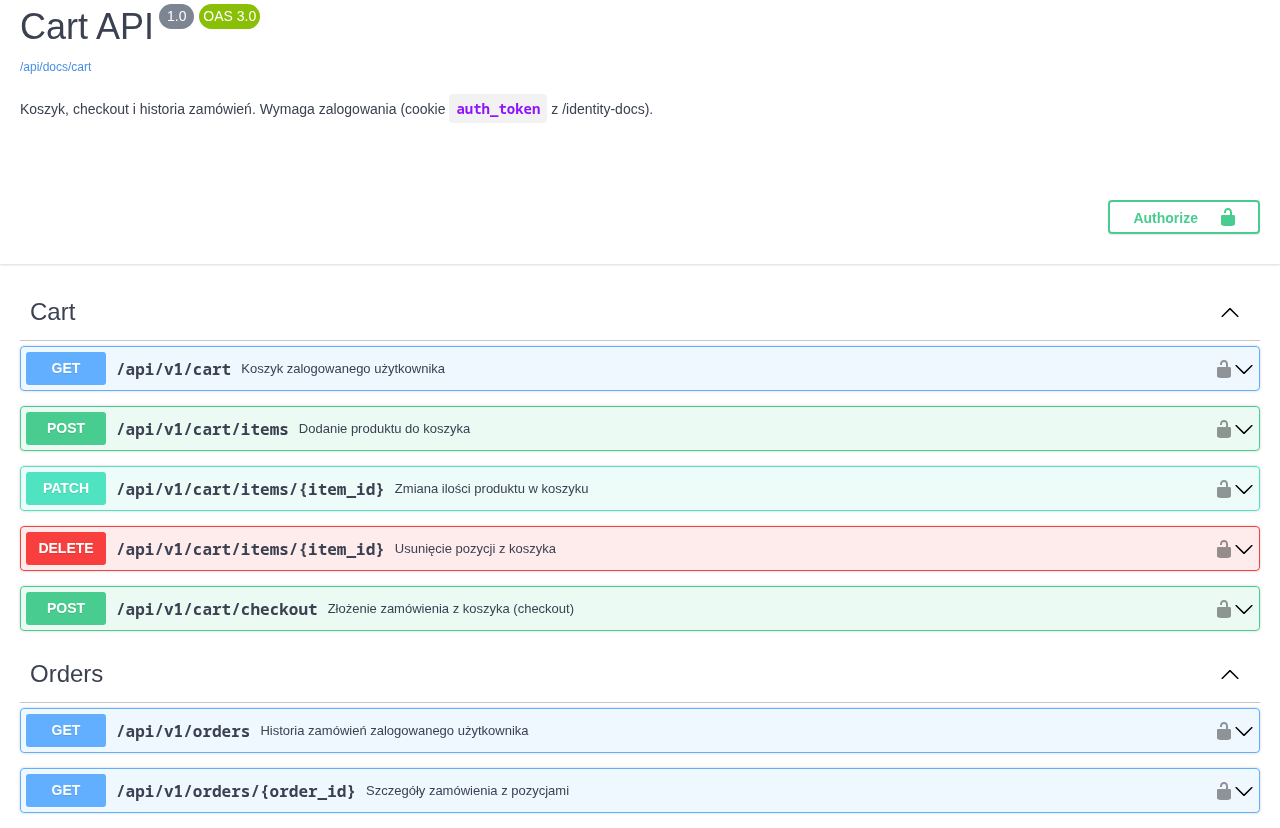 Cart API 1.0 OAS 3.0
/api/docs/cart
Koszyk, checkout i historia zamówień. Wymaga zalogowania (cookie auth_token z /identity-docs).
Authorize
Cart
GET /api/v1/cart Koszyk zalogowanego użytkownika
POST /api/v1/cart/items Dodanie produktu do koszyka
PATCH /api/v1/cart/items/{item_id} Zmiana ilości produktu w koszyku
DELETE /api/v1/cart/items/{item_id} Usunięcie pozycji z koszyka
POST /api/v1/cart/checkout Złożenie zamówienia z koszyka (checkout)
Orders
GET /api/v1/orders Historia zamówień zalogowanego użytkownika
GET /api/v1/orders/{order_id} Szczegóły zamówienia z pozycjami